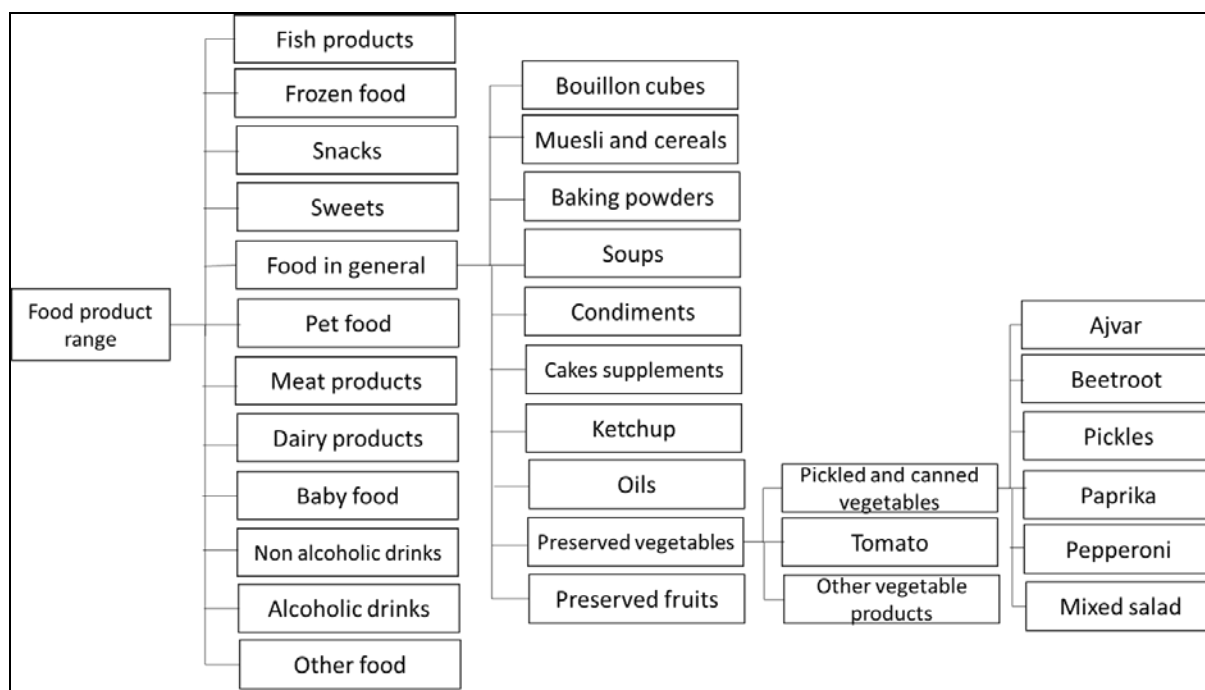 Food product
range
Fish products
Frozen food
Snacks
Sweets
Food in general
Pet food
Meat products
Dairy products
Baby food
Non alcoholic drinks
Alcoholic drinks
Other food
Bouillon cubes
Muesli and cereals
Baking powders
Soups
Condiments
Cakes supplements
Ketchup
Oils
Preserved vegetables
Preserved fruits
Pickled and canned
vegetables
Tomato
Other vegetable
products
Ajvar
Beetroot
Pickles
Paprika
Pepperoni
Mixed salad